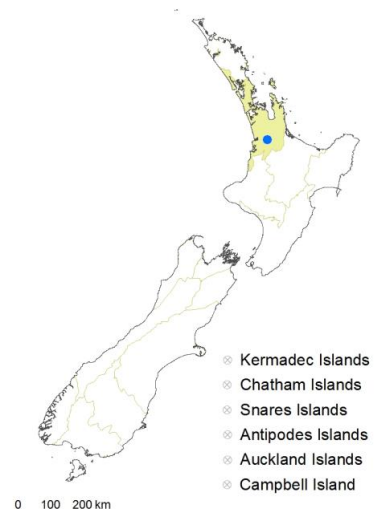 Kermadec Islands
Chatham Islands
Snares Islands
Antipodes Islands
Auckland Islands
Campbell Island
0 100 200 km